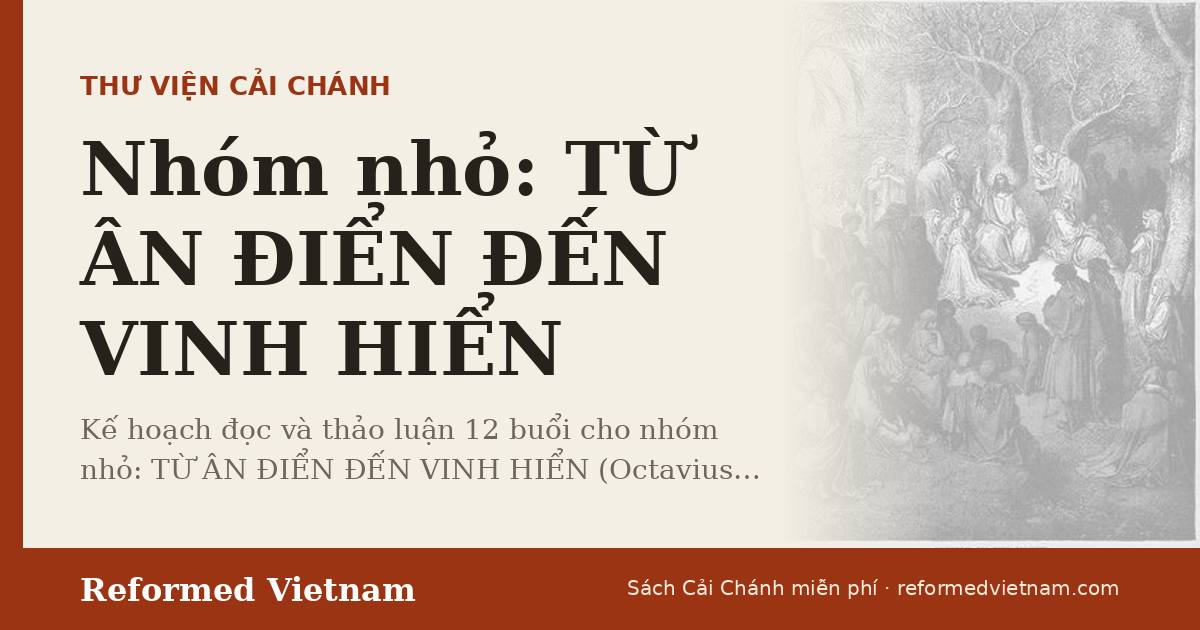 THƯ VIỆN CẢI CHÁNH
Nhóm nhỏ: TỪ
ÂN ĐIỂN ĐẾN
VINH HIỂN
Kế hoạch đọc và thảo luận 12 buổi cho nhóm
nhỏ: TỪ ÂN ĐIỂN ĐẾN VINH HIỂN (Octavius…
Reformed Vietnam
Sách Cải Chánh miễn phí · reformedvietnam.com